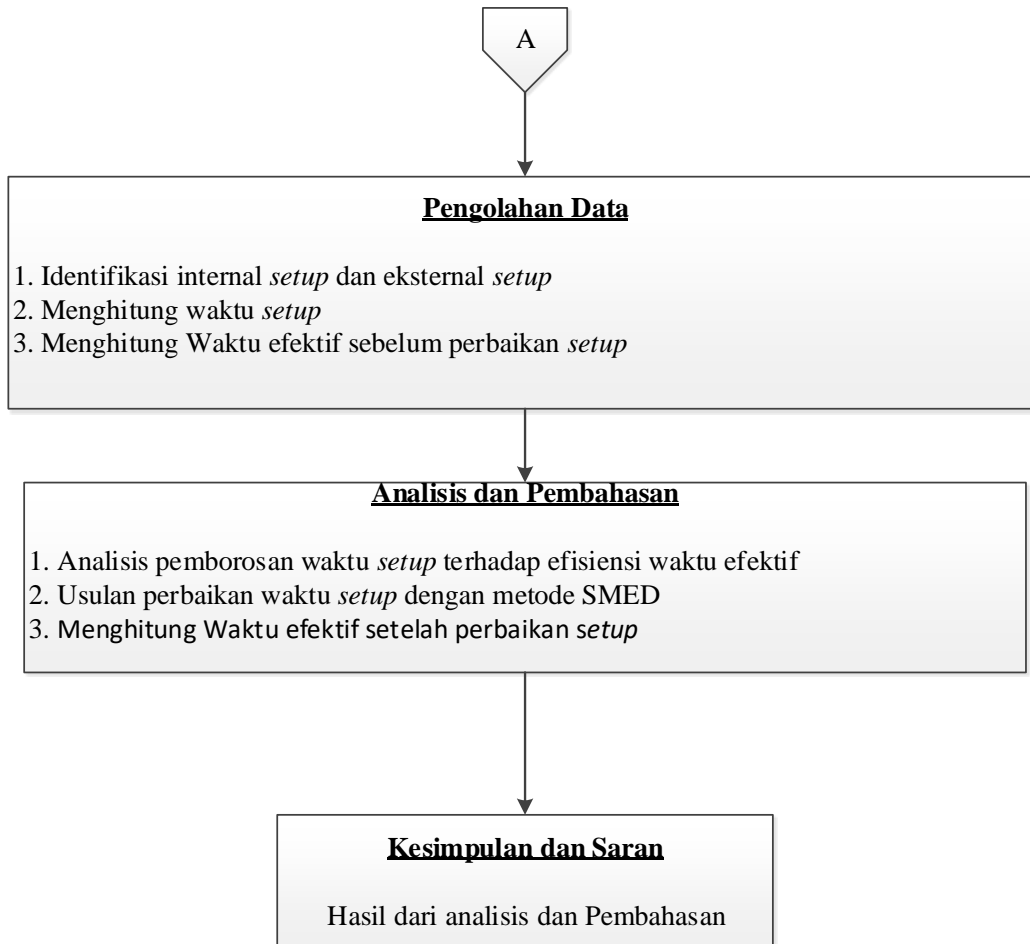 A
Pengolahan Data
1. Identifikasi internal setup dan eksternal setup
2. Menghitung waktu setup
3. Menghitung Waktu efektif sebelum perbaikan setup
Analisis dan Pembahasan
1. Analisis pemborosan waktu setup terhadap efisiensi waktu efektif
2. Usulan perbaikan waktu setup dengan metode SMED
3. Menghitung Waktu efektif setelah perbaikan setup
Kesimpulan dan Saran
Hasil dari analisis dan Pembahasan